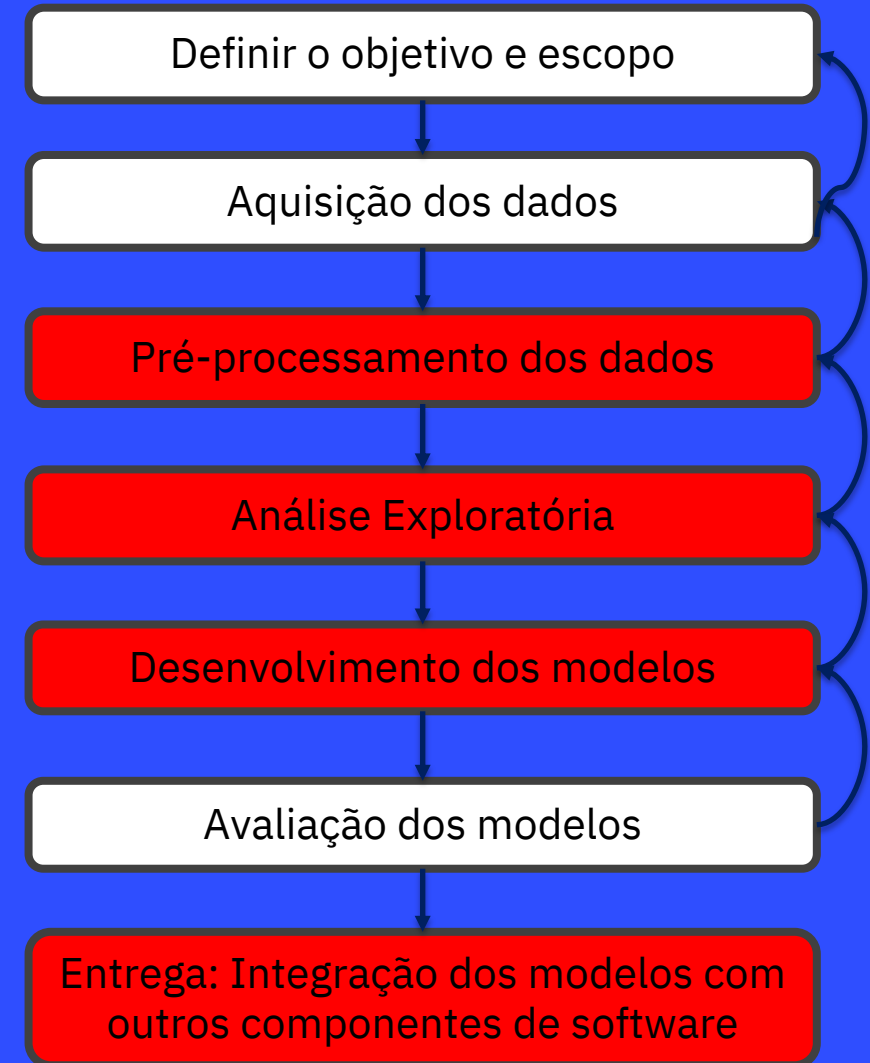 Definir o objetivo e escopo
Aquisição dos dados
Pré-processamento dos dados
Análise Exploratória
Desenvolvimento dos modelos
Avaliação dos modelos
Entrega: Integração dos modelos com
outros componentes de software